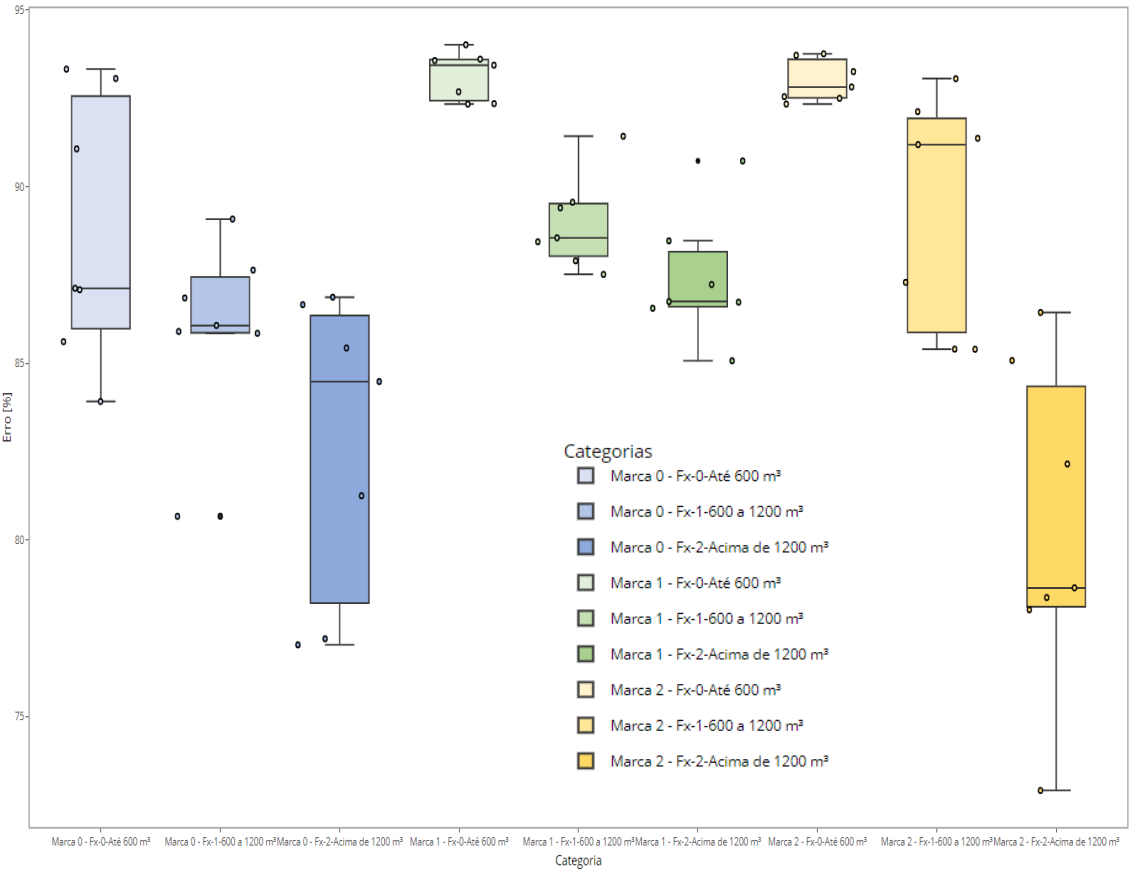 95
90
85
80
75
Erro [%]
Categorias
Marca 0 - Fx-0-Até 600 m³
Marca 0 - Fx-1-600 a 1200 m³
Marca 0 - Fx-2-Acima de 1200 m³
Marca 1 - Fx-0-Até 600 m³
Marca 1 - Fx-1-600 a 1200 m³
Marca 1 - Fx-2-Acima de 1200 m³
Marca 2 - Fx-0-Até 600 m³
Marca 2 - Fx-1-600 a 1200 m³
Marca 2 - Fx-2-Acima de 1200 m³
Marca 0 - Fx-0-Até 600 m³ Marca 0 - Fx-1-600 a 1200 m³ Marca 0 - Fx-2-Acima de 1200 m³ Marca 1 - Fx-0-Até 600 m³ Marca 1 - Fx-1-600 a 1200 m³ Marca 1 - Fx-2-Acima de 1200 m³ Marca 2 - Fx-0-Até 600 m³ Marca 2 - Fx-1-600 a 1200 m³ Marca 2 - Fx-2-Acima de 1200 m³
Categoria